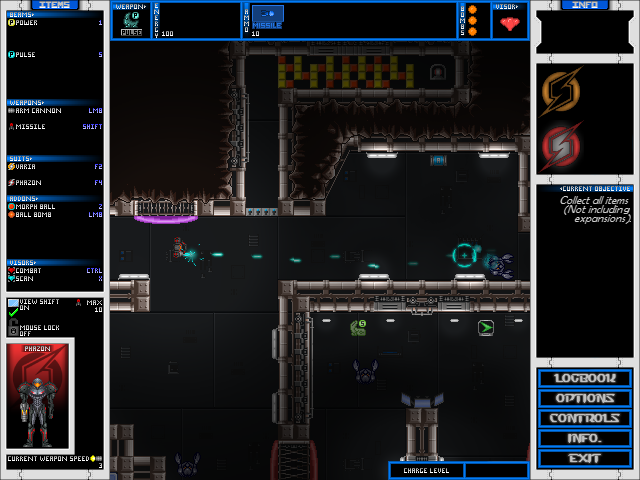 ITEMS
BEAMS
POWER 1
PULSE 5
WEAPONS
ARM CANNON LMB
MISSILE SHIFT
SUITS
VARIA F2
PHAZON F4
ADDONS
MORPH BALL Z
BALL BOMB LMB
VISORS
COMBAT CTRL
SCAN X
VIEW SHIFT
ON
MAX
10
MOUSE LOCK
OFF
PHAZON
CURRENT WEAPON SPEED
3
WEAPON
P
PULSE
ENERGY
100
AMMO
MISSILE
10
BOMBS
VISOR
S
CHARGE LEVEL
INFO
CURRENT OBJECTIVE
Collect all items
(Not including
expansions).
LOGBOOK
OPTIONS
CONTROLS
INFO.
EXIT